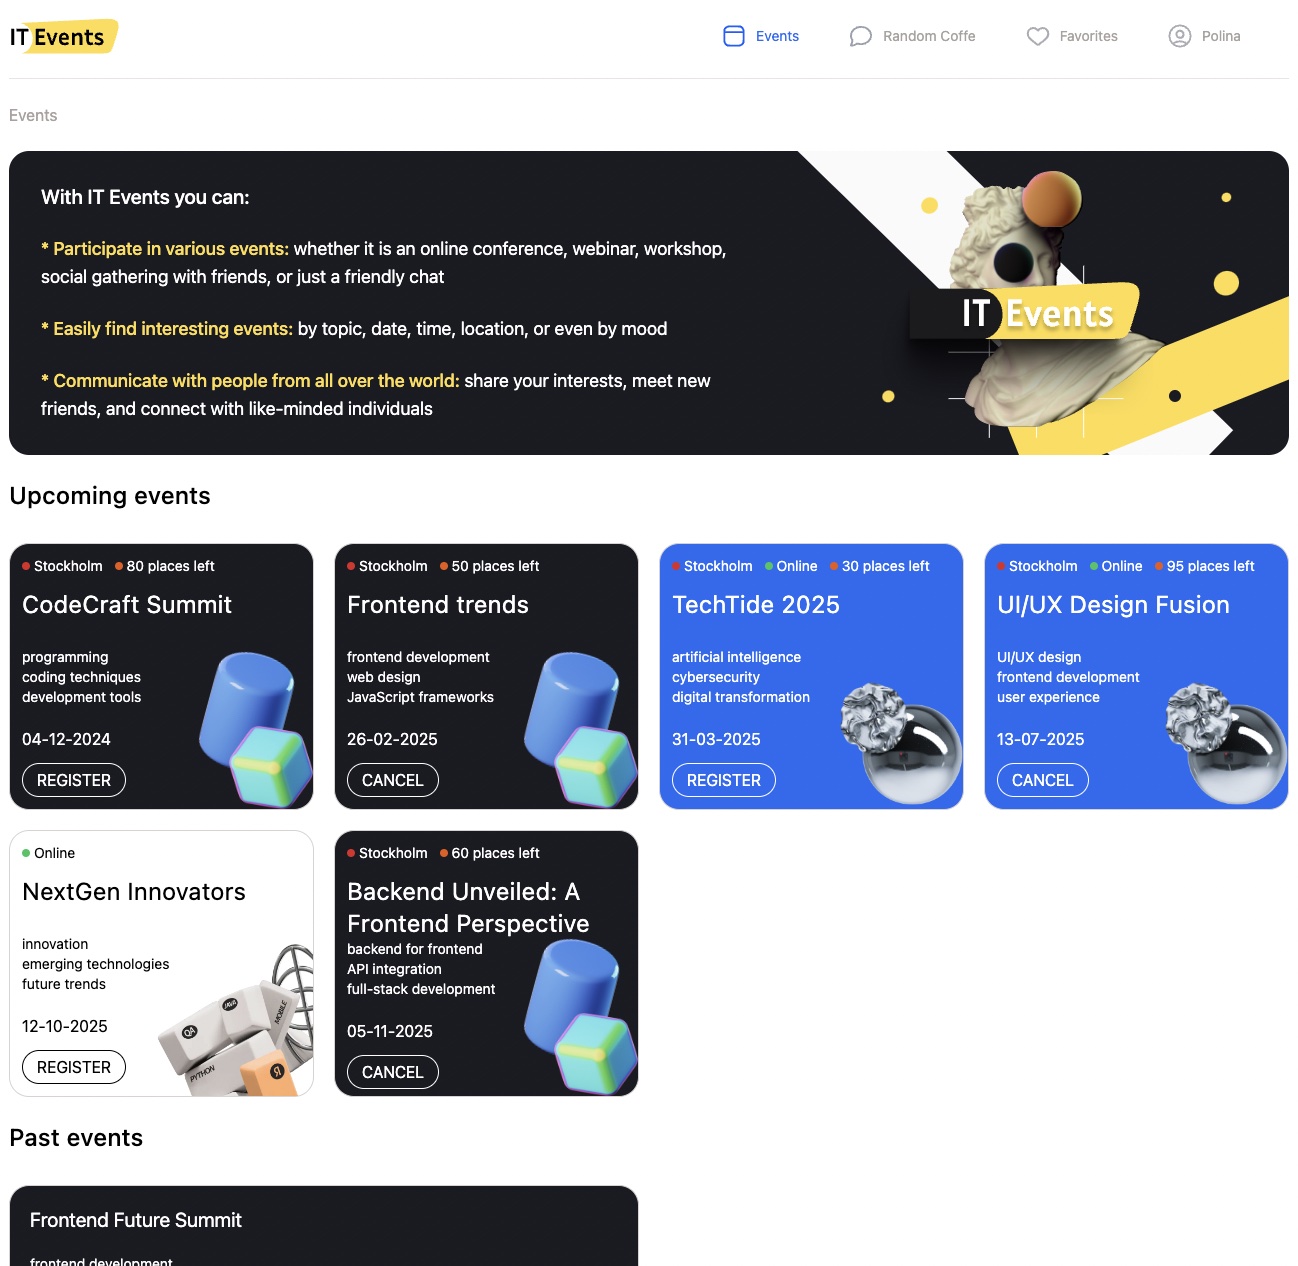 IT Events
Events
Random Coffe
Favorites
Polina
Events
With IT Events you can:
* Participate in various events: whether it is an online conference, webinar, workshop,
social gathering with friends, or just a friendly chat
* Easily find interesting events: by topic, date, time, location, or even by mood
* Communicate with people from all over the world: share your interests, meet new
friends, and connect with like-minded individuals
IT Events
Upcoming events
Stockholm 80 places left
CodeCraft Summit
programming
coding techniques
development tools
04-12-2024
REGISTER
Stockholm 50 places left
Frontend trends
frontend development
web design
JavaScript frameworks
26-02-2025
CANCEL
Stockholm Online 30 places left
TechTide 2025
artificial intelligence
cybersecurity
digital transformation
31-03-2025
REGISTER
Stockholm Online 95 places left
UI/UX Design Fusion
UI/UX design
frontend development
user experience
13-07-2025
CANCEL
Online
NextGen Innovators
innovation
emerging technologies
future trends
12-10-2025
REGISTER
QA
JAVA
MOBILE
PYTHON
Я
Stockholm 60 places left
Backend Unveiled: A
Frontend Perspective
backend for frontend
API integration
full-stack development
05-11-2025
CANCEL
Past events
Frontend Future Summit
frontend development